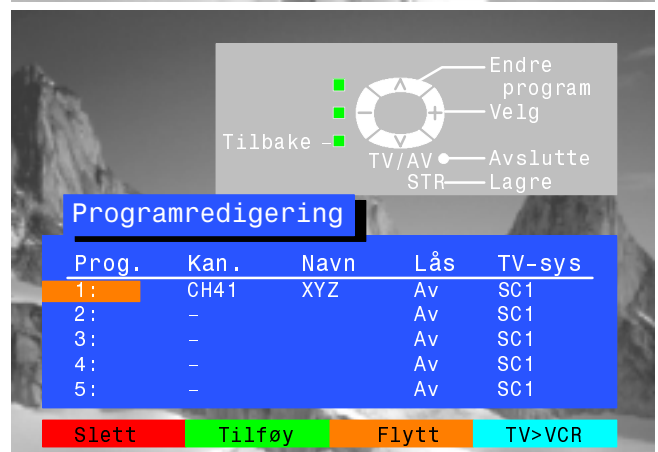 Endre
program
Velg
Tilbake
TV/AV
Avslutte
STR
Lagre
Programredigering
Prog. Kan. Navn Lås TV-sys
1: CH41 XYZ Av SC1
2: - Av SC1
3: - Av SC1
4: - Av SC1
5: - Av SC1
Slett Tilføy Flytt TV>VCR